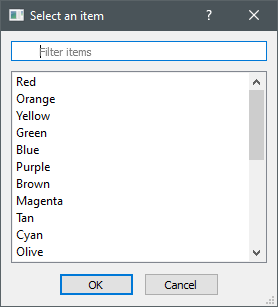 Select an item
Filter items
Red
Orange
Yellow
Green
Blue
Purple
Brown
Magenta
Tan
Cyan
Olive
OK
Cancel